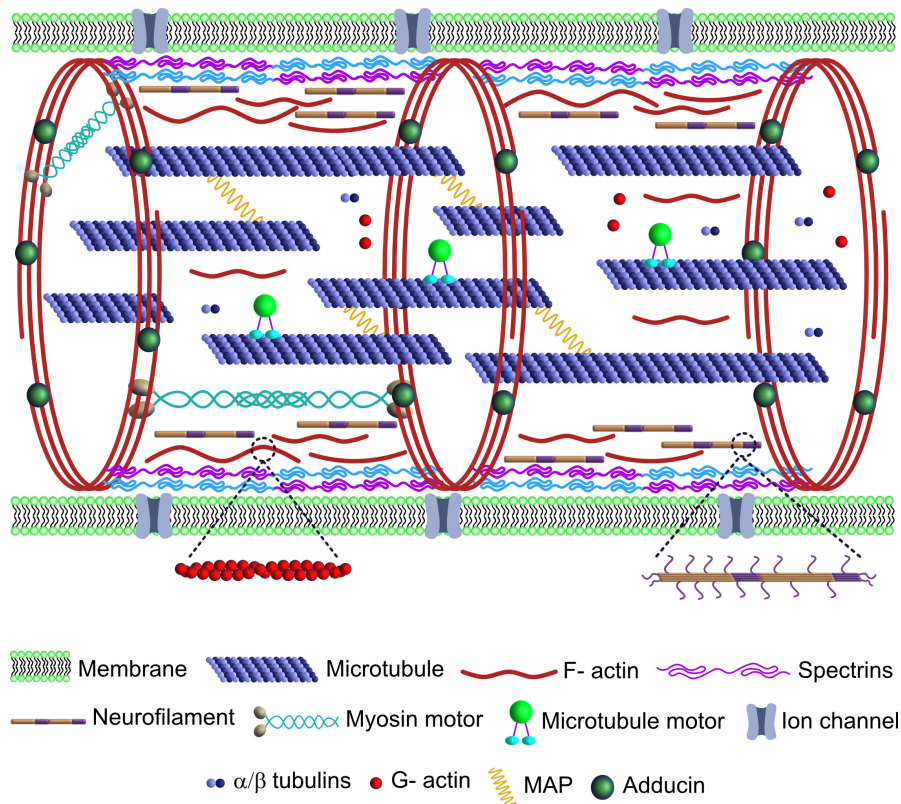 Membrane Microtubule F- actin Spectrins
Neurofilament Myosin motor Microtubule motor Ion channel
α/β tubulins G- actin MAP Adducin